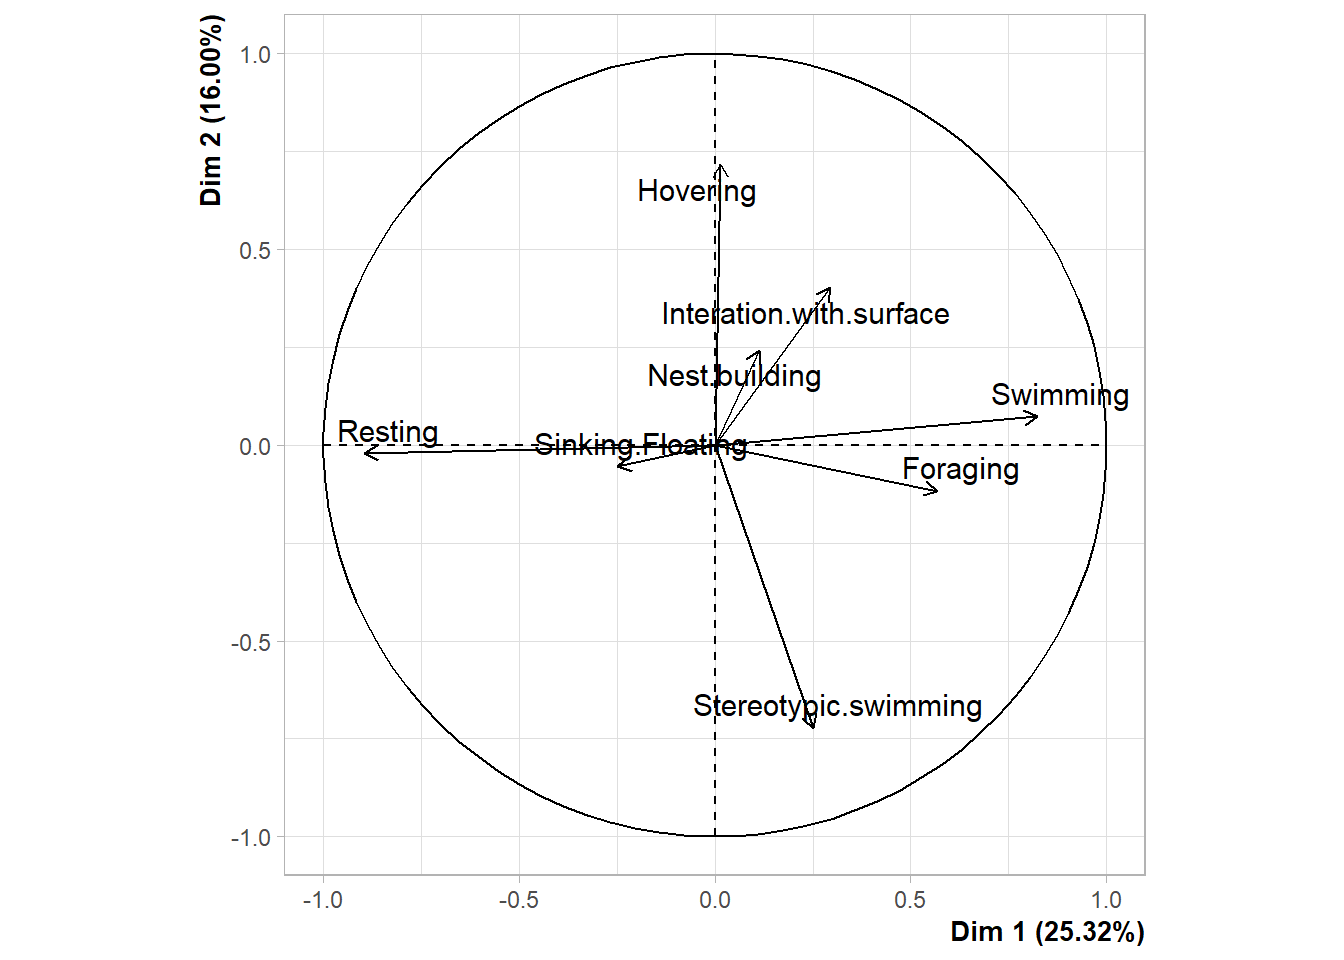 Dim 2 (16.00%)
1.0
0.5
0.0
-0.5
-1.0
Hovering
Interation.with.surface
Nest.building
Swimming
Resting
Sinking.Floating
Foraging
Stereotypic.swimming
-1.0
-0.5
0.0
0.5
1.0
Dim 1 (25.32%)